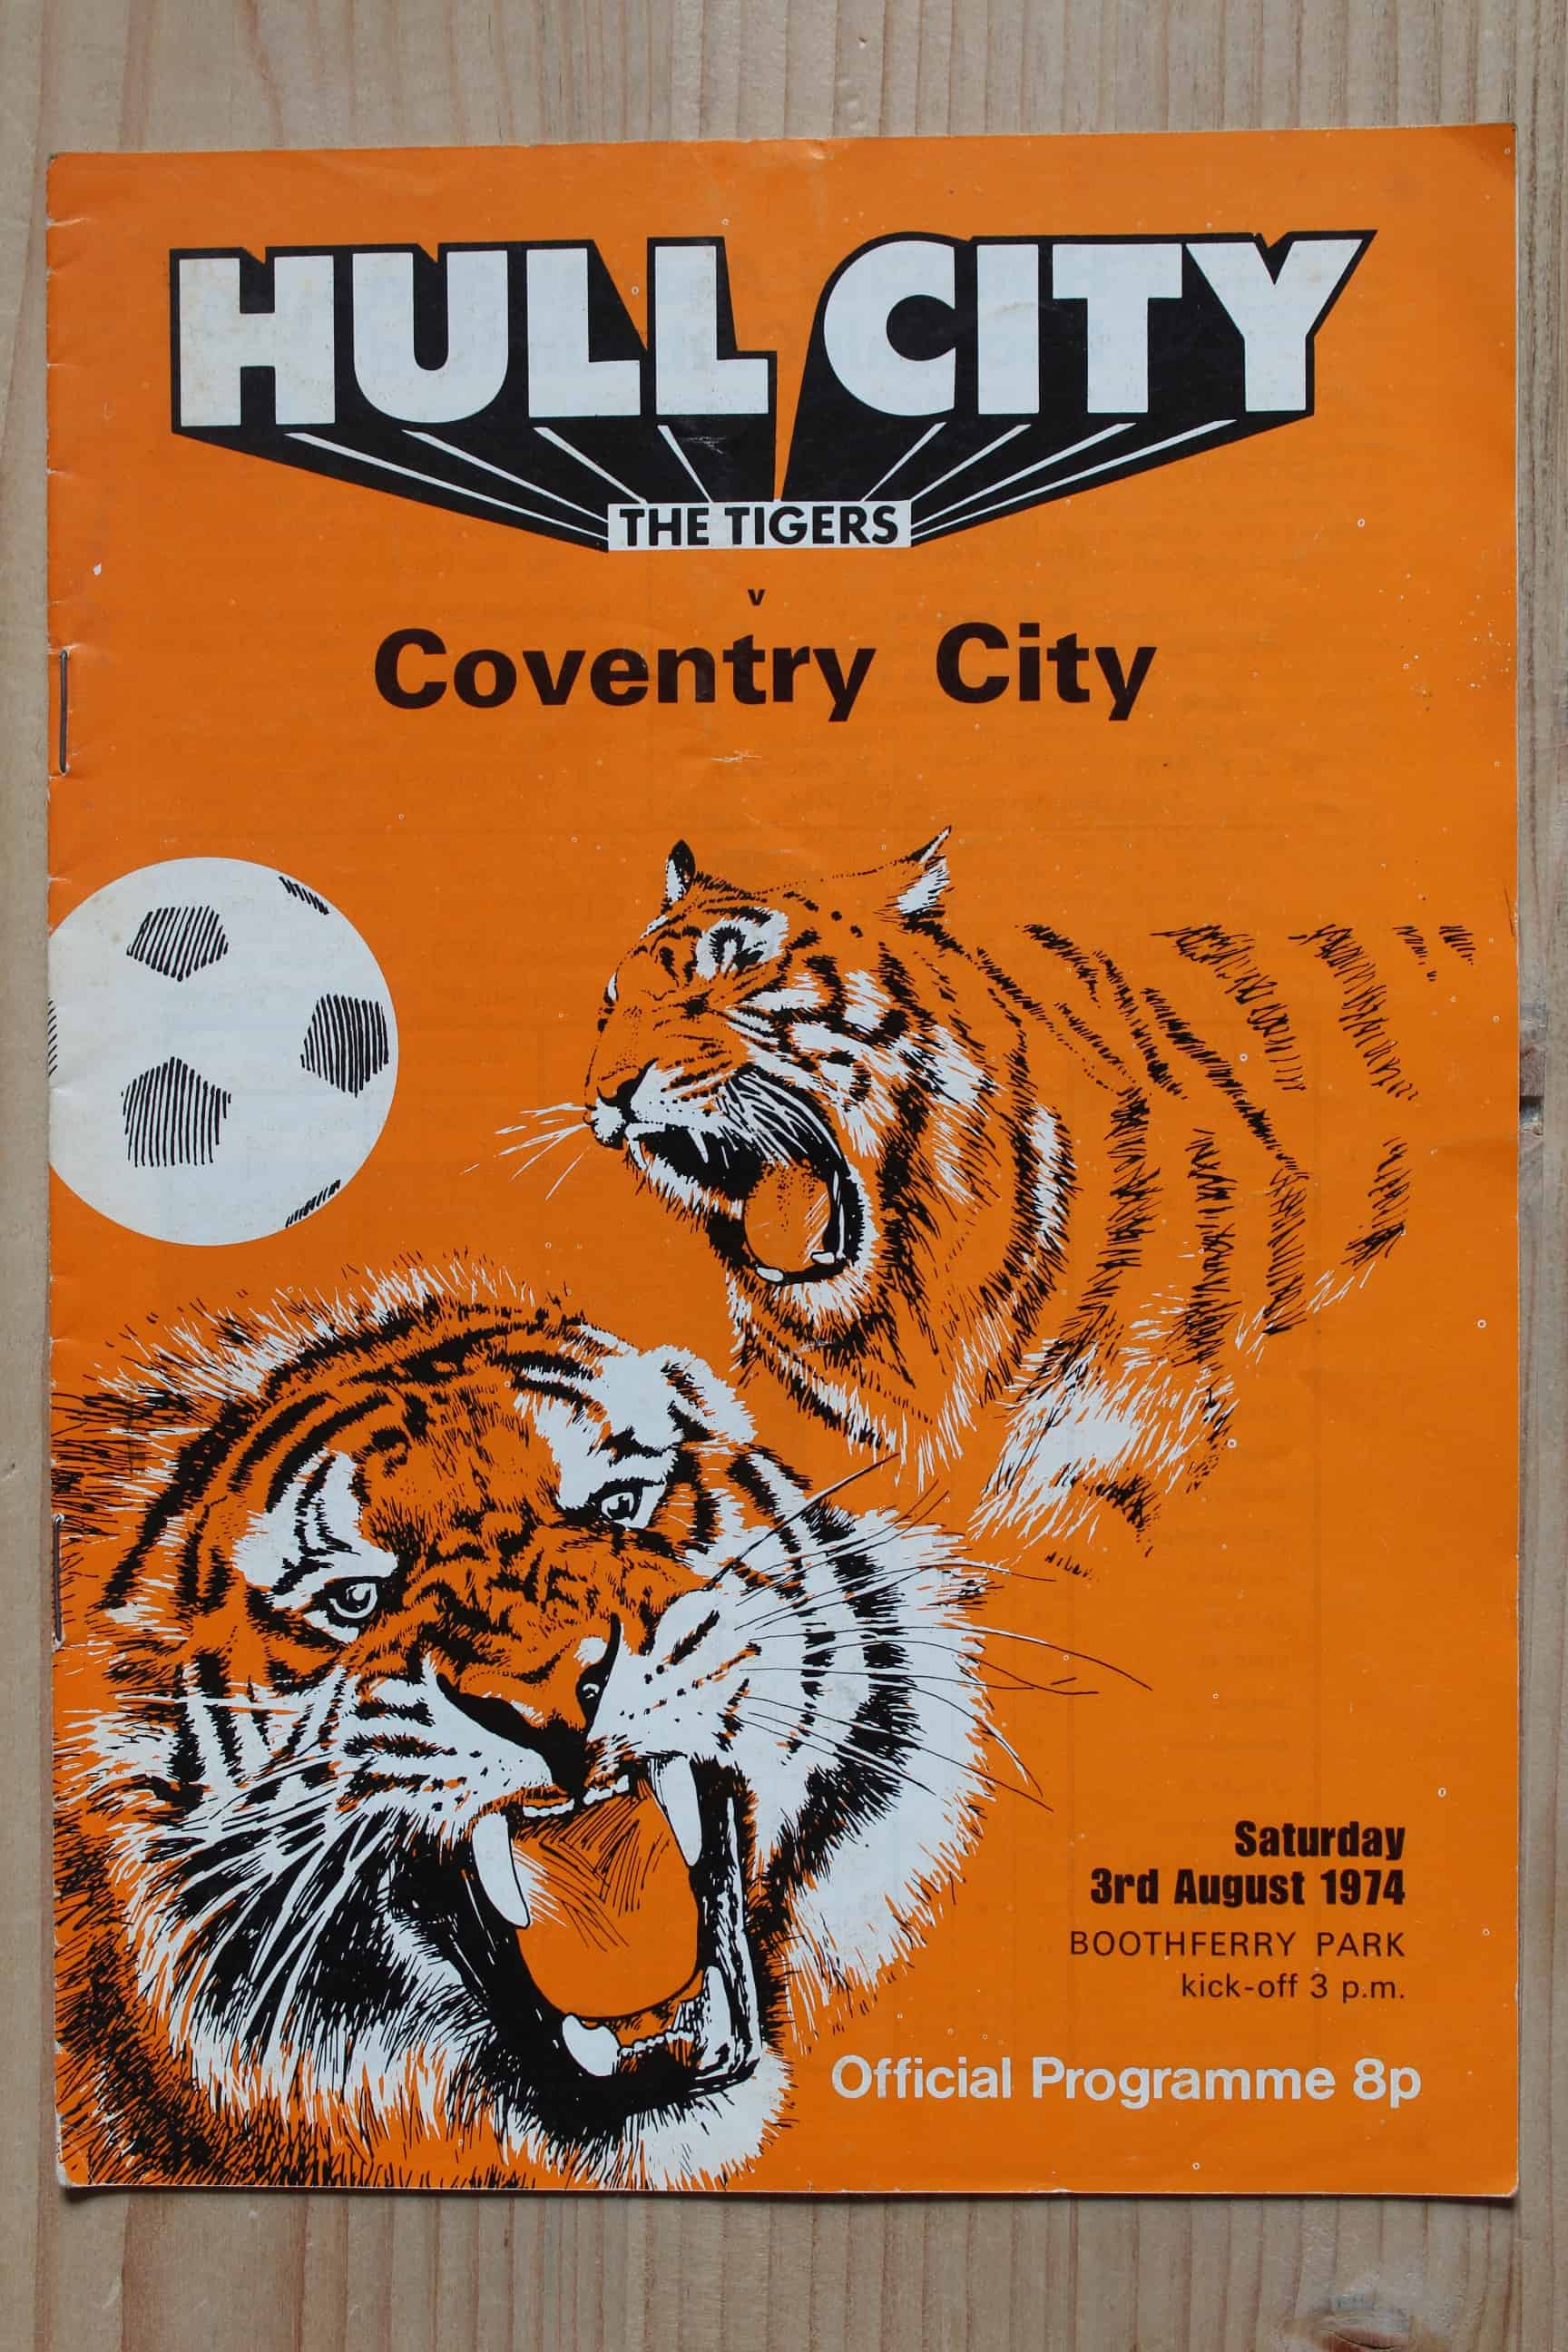 HULL CITY
THE TIGERS
v
Coventry City
Saturday
3rd August 1974
BOOTHFERRY PARK
kick-off 3 p.m.
Official Programme 8p